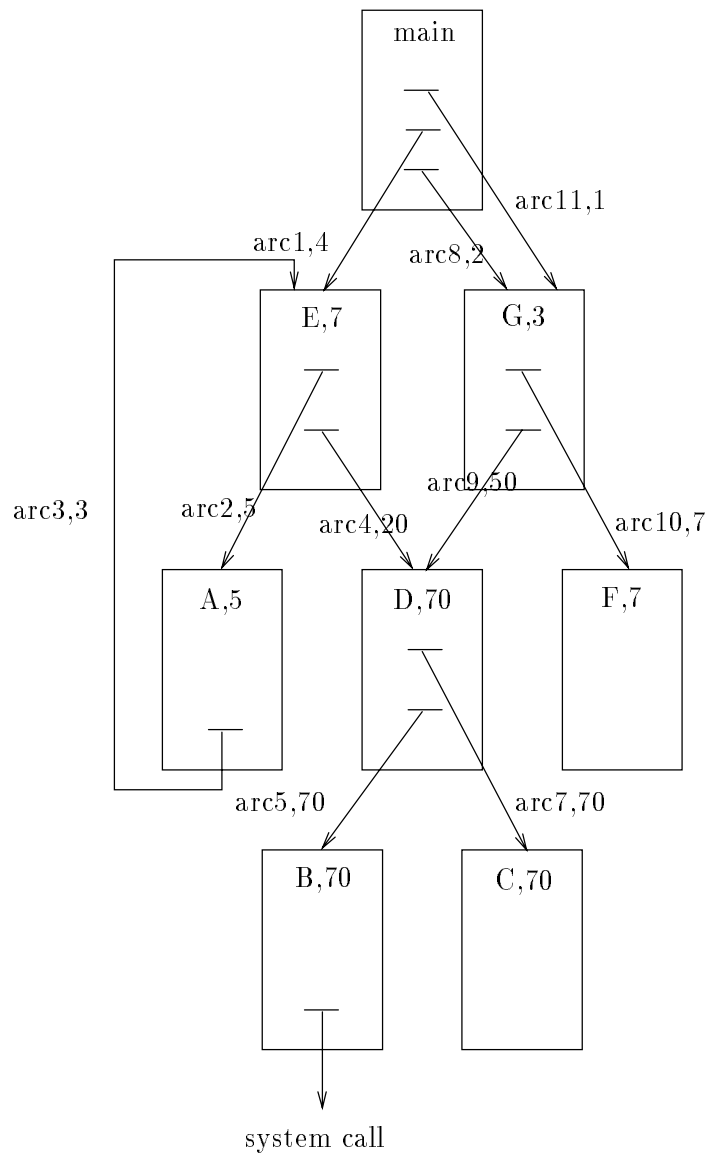 main
arc11,1
arc1,4
arc8,2
E,7
G,3
arc9,50
arc3,3
arc2,5
arc4,20
arc10,7
A,5
D,70
F,7
arc5,70
arc7,70
B,70
C,70
system call